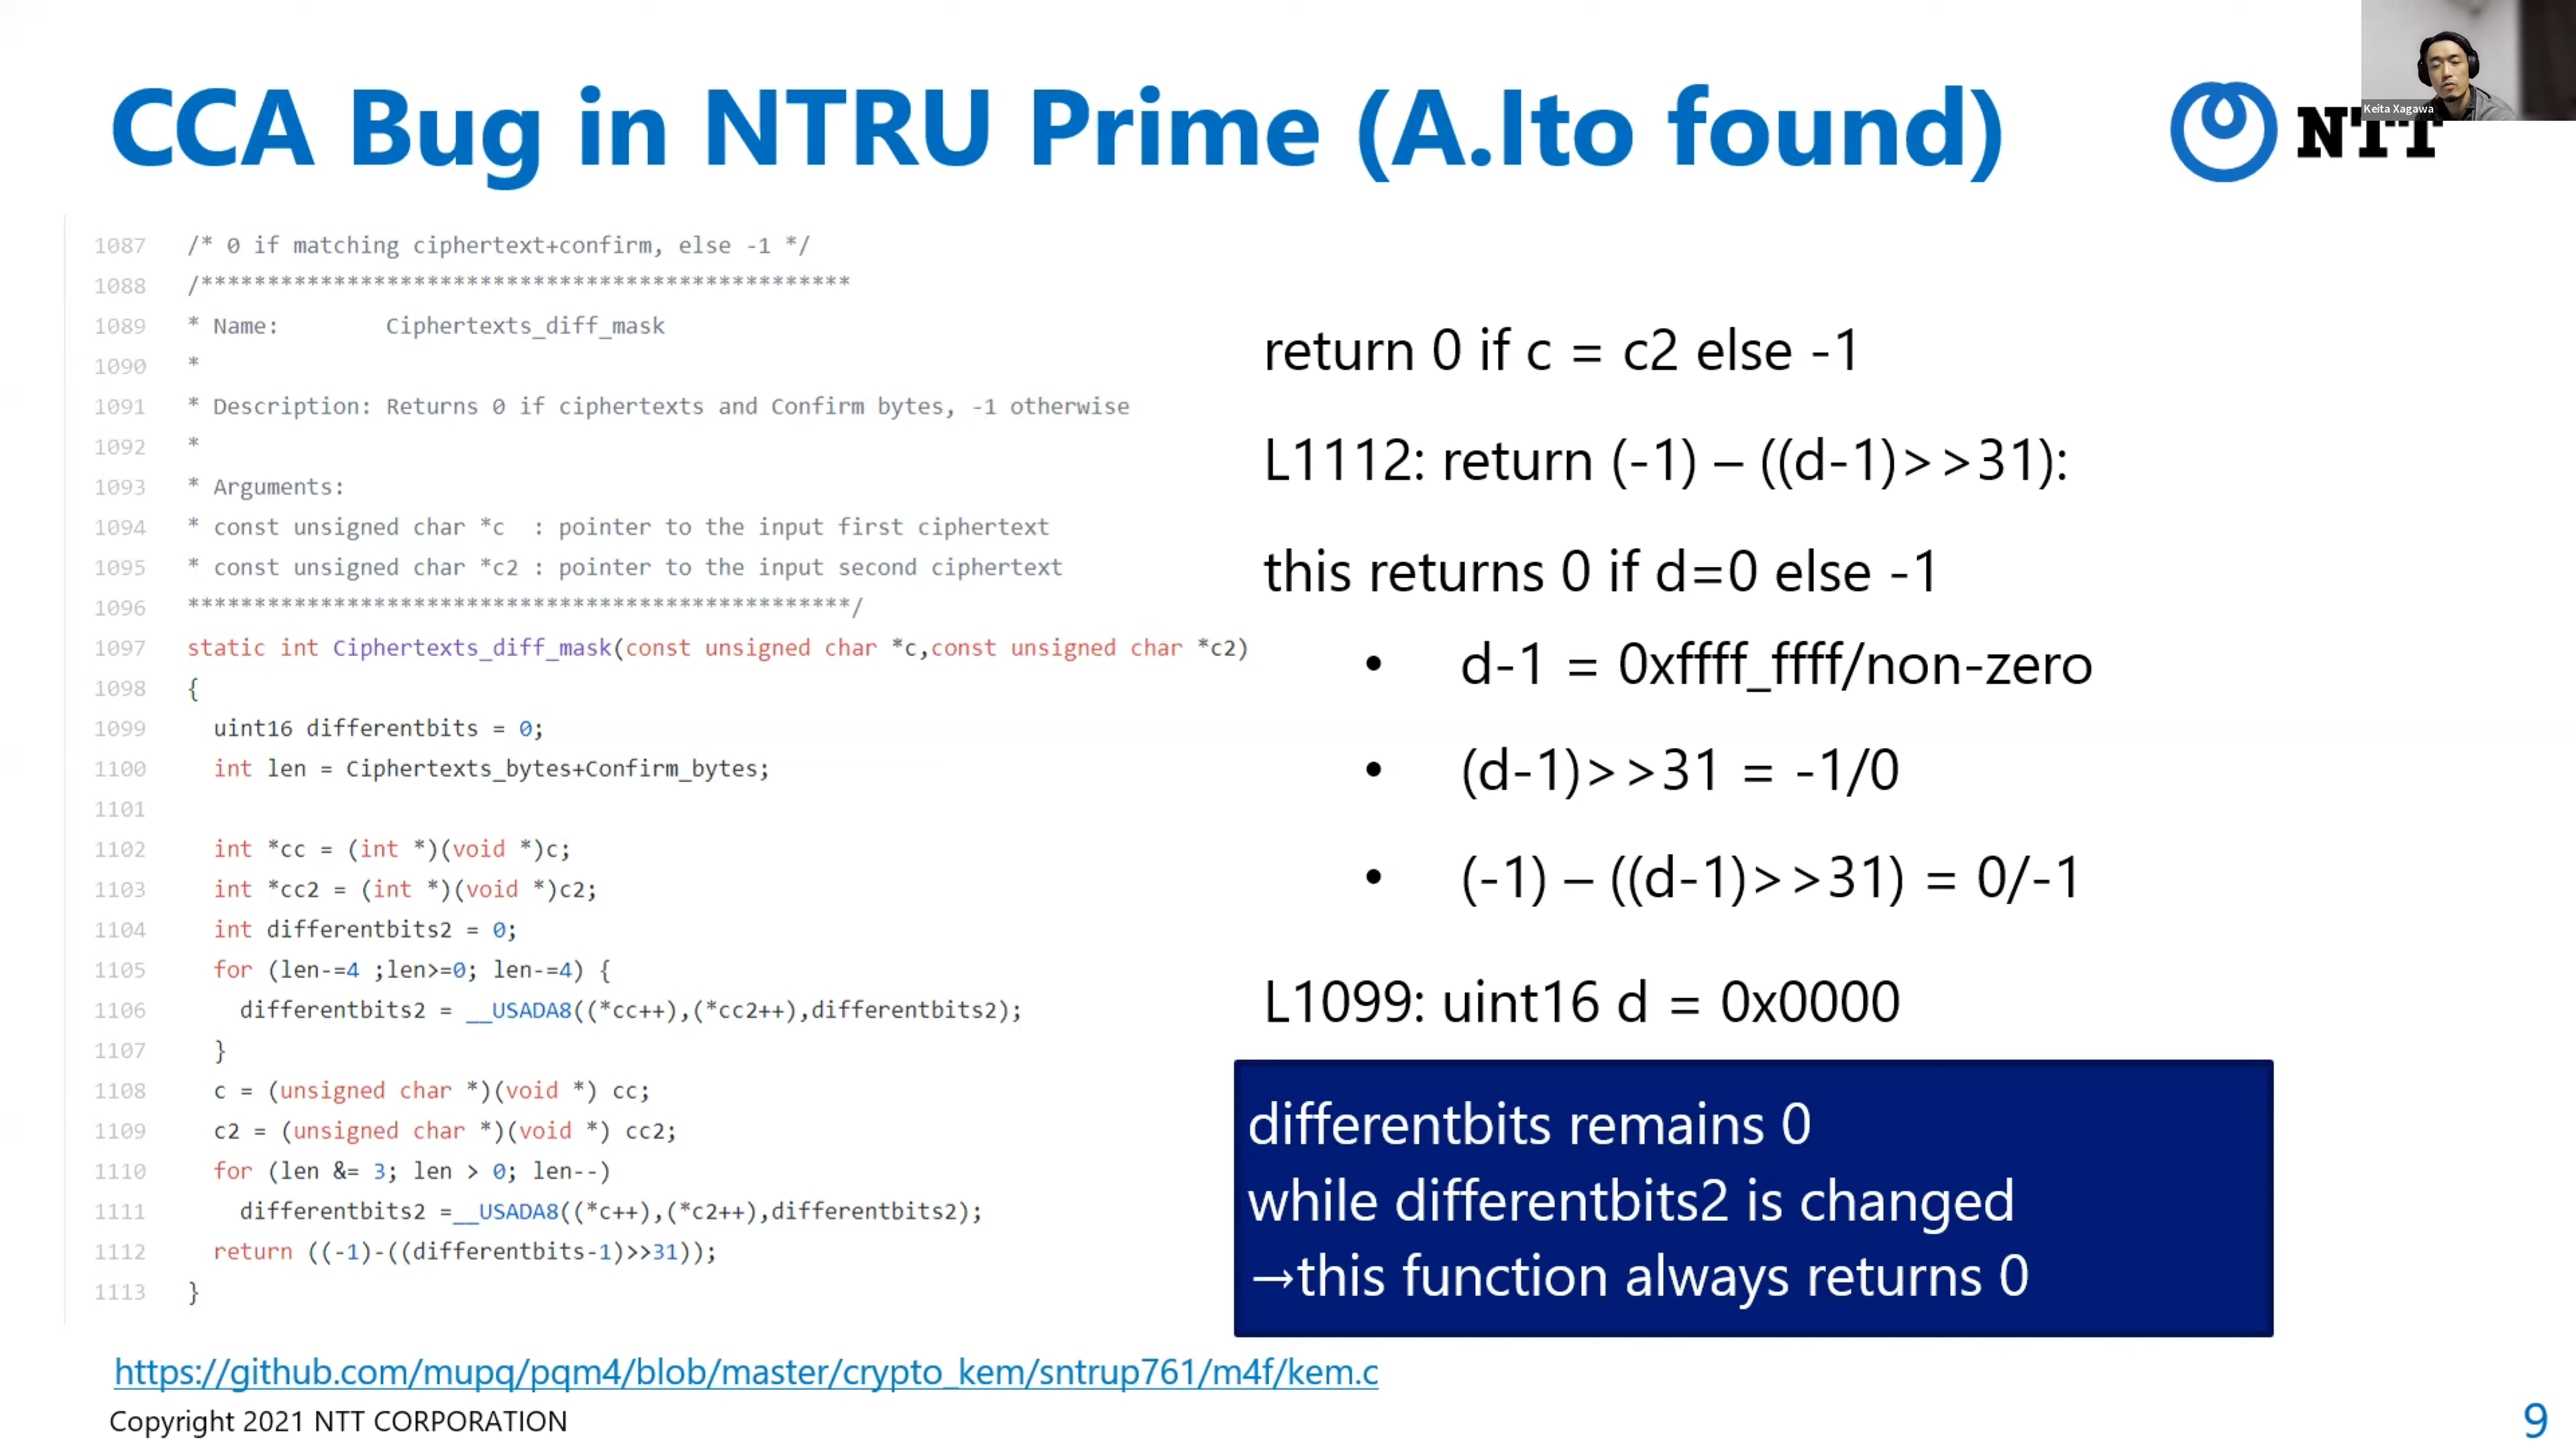 CCA Bug in NTRU Prime (A.Ito found)
NTT
Keita Xagawa
1087 /* 0 if matching ciphertext+confirm, else -1 */
1088 /**************************************************
1089 * Name:        Ciphertexts_diff_mask
1090 *
1091 * Description: Returns 0 if ciphertexts and Confirm bytes, -1 otherwise
1092 *
1093 * Arguments:
1094 * const unsigned char *c  : pointer to the input first ciphertext
1095 * const unsigned char *c2 : pointer to the input second ciphertext
1096 **************************************************/
1097 static int Ciphertexts_diff_mask(const unsigned char *c,const unsigned char *c2)
1098 {
1099   uint16 differentbits = 0;
1100   int len = Ciphertexts_bytes+Confirm_bytes;
1101
1102   int *cc = (int *)(void *)c;
1103   int *cc2 = (int *)(void *)c2;
1104   int differentbits2 = 0;
1105   for (len-=4 ;len>=0; len-=4) {
1106     differentbits2 = __USADA8((*cc++),(*cc2++),differentbits2);
1107   }
1108   c = (unsigned char *)(void *) cc;
1109   c2 = (unsigned char *)(void *) cc2;
1110   for (len &= 3; len > 0; len--)
1111     differentbits2 =__USADA8((*c++),(*c2++),differentbits2);
1112   return ((-1)-((differentbits-1)>>31));
1113 }
return 0 if c = c2 else -1
L1112: return (-1) – ((d-1)>>31):
this returns 0 if d=0 else -1
• d-1 = 0xffff_ffff/non-zero
• (d-1)>>31 = -1/0
• (-1) – ((d-1)>>31) = 0/-1
L1099: uint16 d = 0x0000
differentbits remains 0
while differentbits2 is changed
→this function always returns 0
https://github.com/mupq/pqm4/blob/master/crypto_kem/sntrup761/m4f/kem.c
Copyright 2021 NTT CORPORATION
9